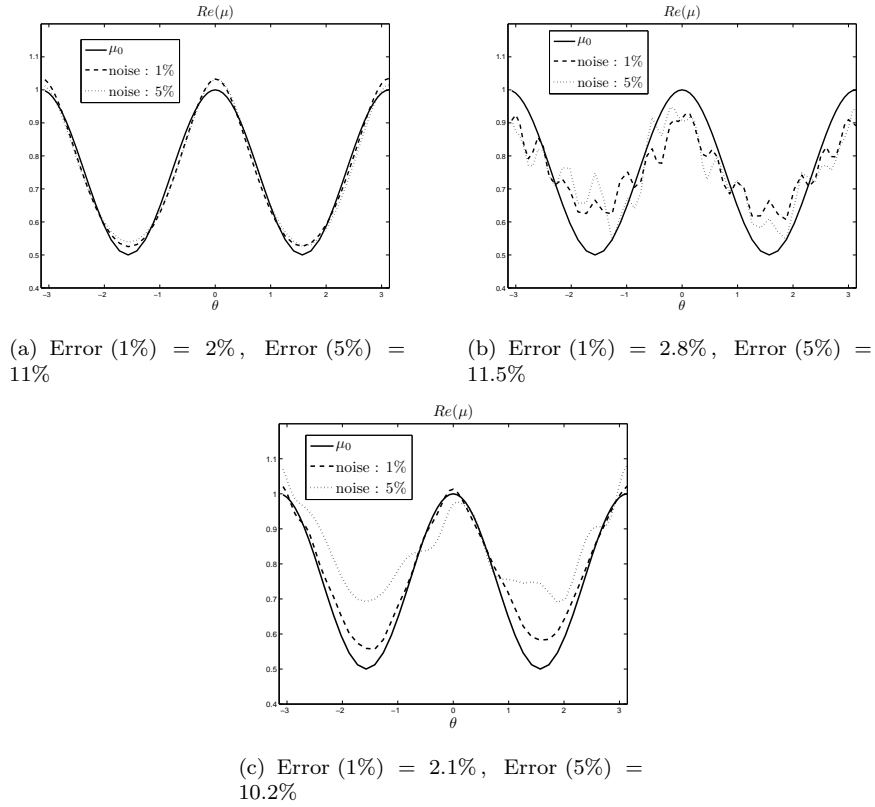 Re(μ)
μ₀
noise : 1%
noise : 5%
1.1
1
0.9
0.8
0.7
0.6
0.5
0.4
−3 −2 −1 0 1 2 3
θ
(a) Error (1%) = 2%, Error (5%) =
11%
Re(μ)
μ₀
noise : 1%
noise : 5%
1.1
1
0.9
0.8
0.7
0.6
0.5
0.4
−3 −2 −1 0 1 2 3
θ
(b) Error (1%) = 2.8%, Error (5%) =
11.5%
Re(μ)
μ₀
noise : 1%
noise : 5%
1.1
1
0.9
0.8
0.7
0.6
0.5
0.4
−3 −2 −1 0 1 2 3
θ
(c) Error (1%) = 2.1%, Error (5%) =
10.2%